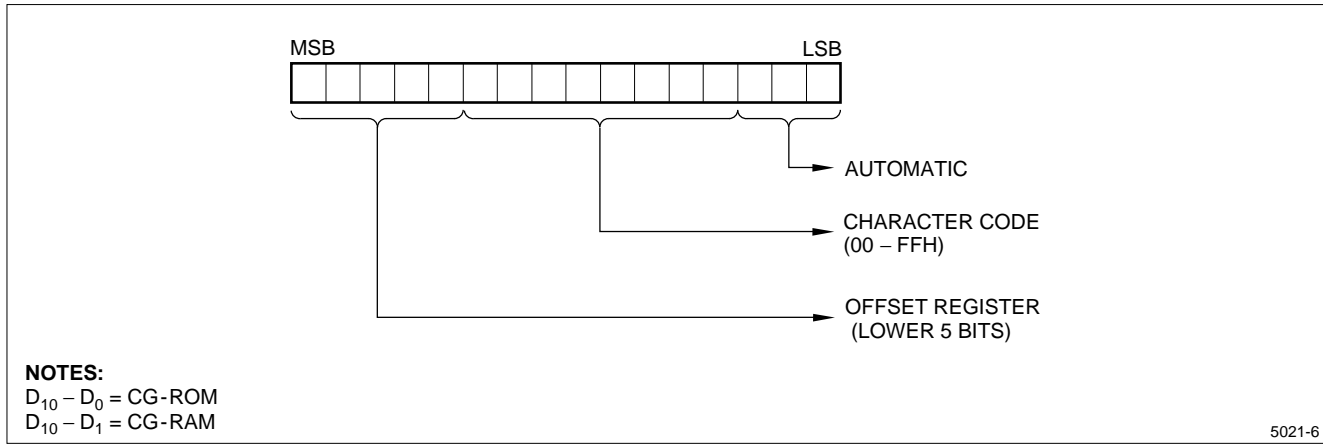 MSB LSB
AUTOMATIC
CHARACTER CODE
(00 – FFH)
OFFSET REGISTER
(LOWER 5 BITS)
NOTES:
D10 – D0 = CG-ROM
D10 – D1 = CG-RAM
5021-6